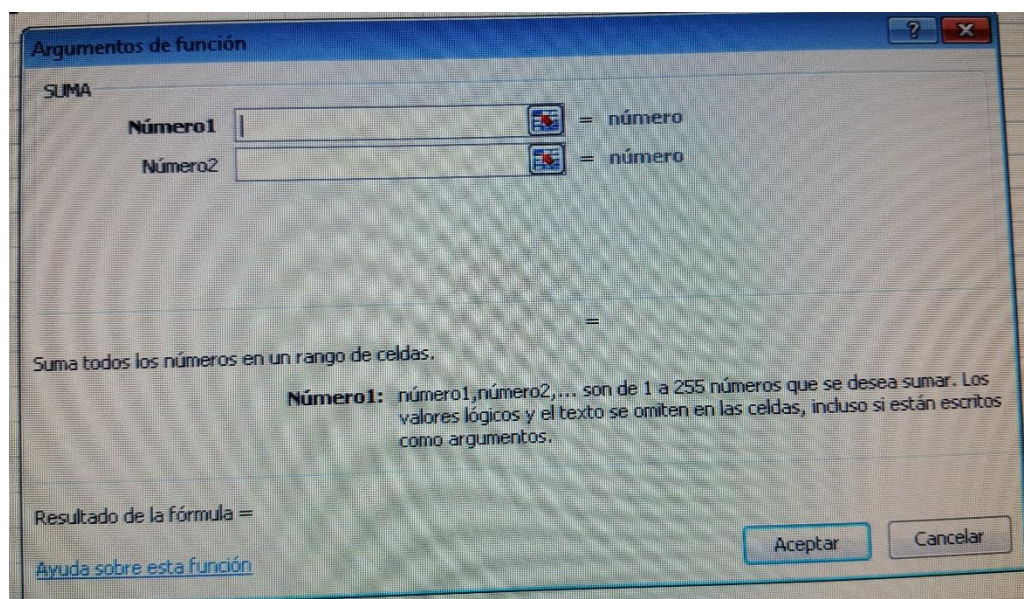 Argumentos de función
SUMA
Número1 = número
Número2 = número
=
Suma todos los números en un rango de celdas.
Número1: número1,número2,... son de 1 a 255 números que se desea sumar. Los
valores lógicos y el texto se omiten en las celdas, incluso si están escritos
como argumentos.
Resultado de la fórmula =
Ayuda sobre esta función
Aceptar
Cancelar